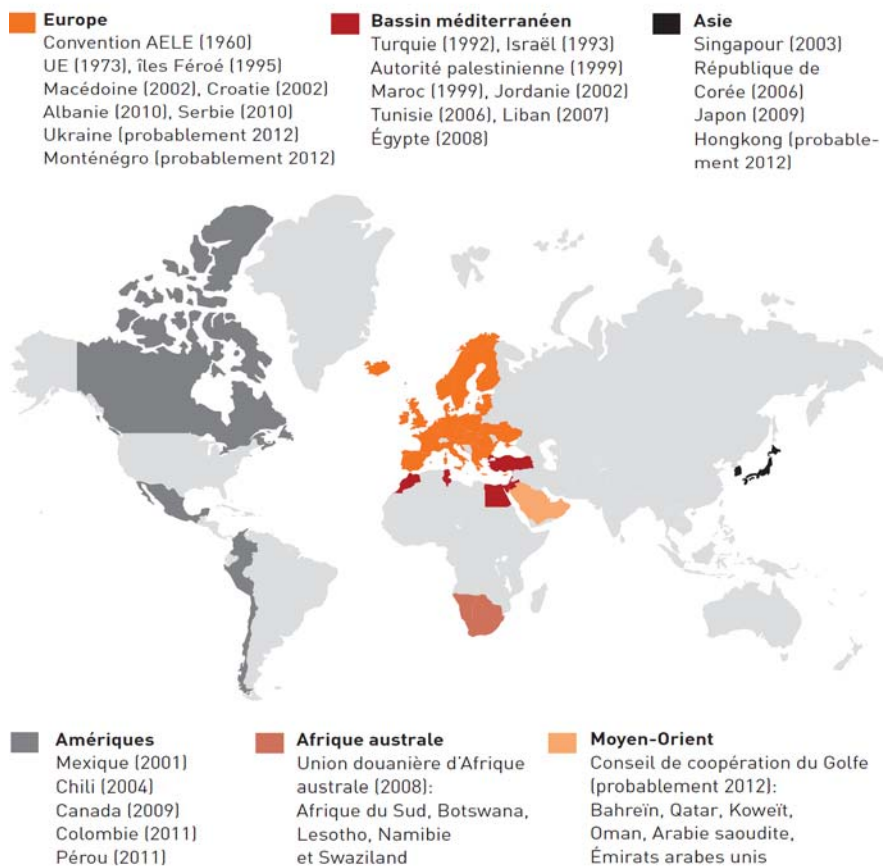 Europe
Convention AELE (1960)
UE (1973), îles Féroé (1995)
Macédoine (2002), Croatie (2002)
Albanie (2010), Serbie (2010)
Ukraine (probablement 2012)
Monténégro (probablement 2012)
Bassin méditerranéen
Turquie (1992), Israël (1993)
Autorité palestinienne (1999)
Maroc (1999), Jordanie (2002)
Tunisie (2006), Liban (2007)
Égypte (2008)
Asie
Singapour (2003)
République de
Corée (2006)
Japon (2009)
Hongkong (probable-
ment 2012)
Amériques
Mexique (2001)
Chili (2004)
Canada (2009)
Colombie (2011)
Pérou (2011)
Afrique australe
Union douanière d’Afrique
australe (2008):
Afrique du Sud, Botswana,
Lesotho, Namibie
et Swaziland
Moyen-Orient
Conseil de coopération du Golfe
(probablement 2012):
Bahreïn, Qatar, Koweït,
Oman, Arabie saoudite,
Émirats arabes unis